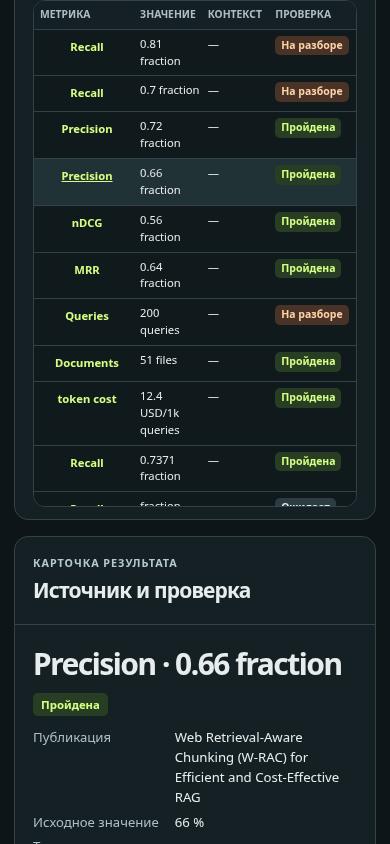 МЕТРИКА ЗНАЧЕНИЕ КОНТЕКСТ ПРОВЕРКА
Recall 0.81 fraction — На разборе
Recall 0.7 fraction — На разборе
Precision 0.72 fraction — Пройдена
Precision 0.66 fraction — Пройдена
nDCG 0.56 fraction — Пройдена
MRR 0.64 fraction — Пройдена
Queries 200 queries — На разборе
Documents 51 files — Пройдена
token cost 12.4 USD/1k queries — Пройдена
Recall 0.7371 fraction — Пройдена
КАРТОЧКА РЕЗУЛЬТАТА
Источник и проверка
Precision · 0.66 fraction
Пройдена
Публикация Web Retrieval-Aware
Chunking (W-RAC) for
Efficient and Cost-Effective
RAG
Исходное значение 66 %